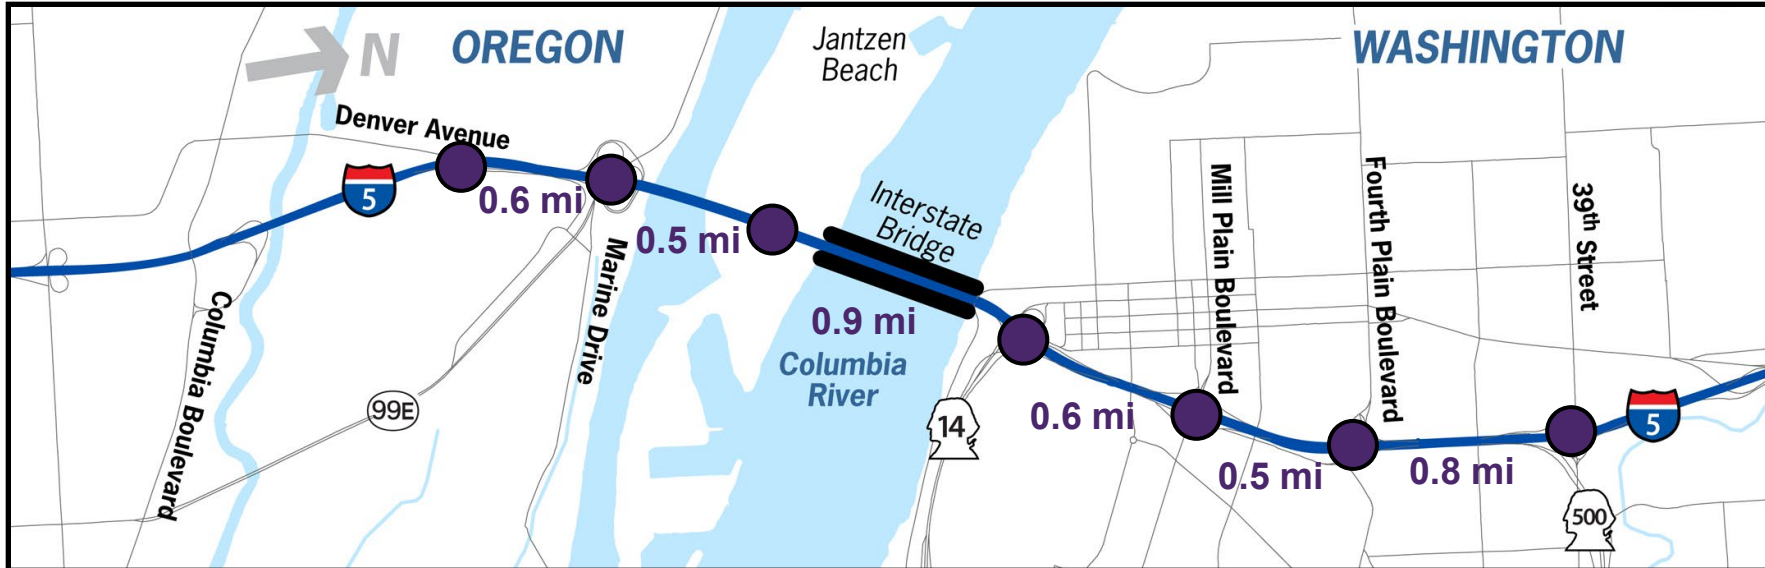 N
OREGON
Jantzen
Beach
WASHINGTON
Denver Avenue
5
0.6 mi
0.5 mi
Interstate
Bridge
0.9 mi
Columbia
River
Marine Drive
Columbia Boulevard
99E
14
0.6 mi
Mill Plain Boulevard
0.5 mi
Fourth Plain Boulevard
0.8 mi
39th Street
5
500